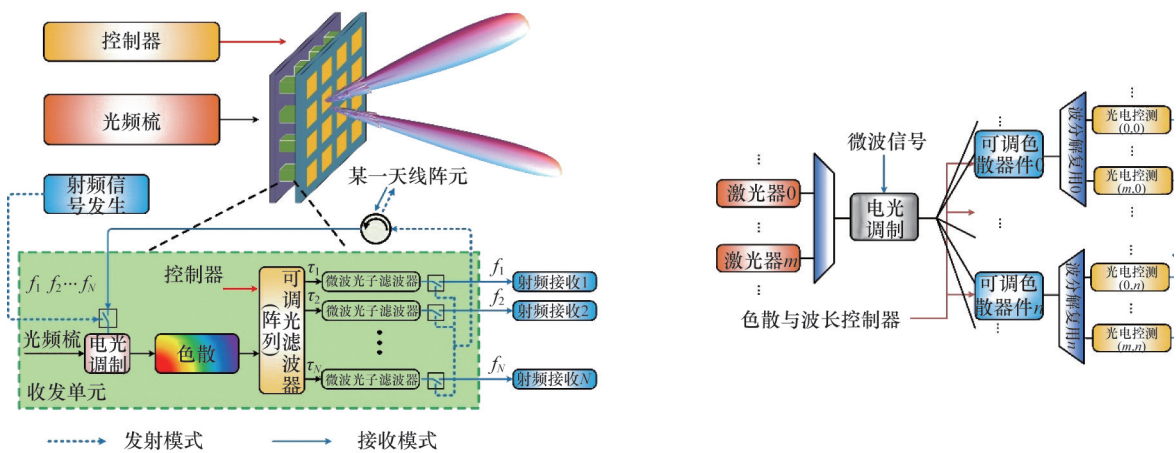 控制器
光频梳
射频信
号发生
某一天线阵元
f₁ f₂⋯f_N
控制器
可调光滤波器
(阵列)
τ₁
微波光子滤波器
f₁
射频接收1
τ₂
微波光子滤波器
f₂
射频接收2
τ_N
微波光子滤波器
f_N
射频接收N
光频梳
电光
调制
色散
收发单元
发射模式
接收模式
微波信号
激光器0
激光器m
电光
调制
可调色
散器件0
可调色
散器件n
色散与波长控制器
波分解复用0
波分解复用n
光电控测
(0,0)
光电控测
(m,0)
光电控测
(0,n)
光电控测
(m,n)